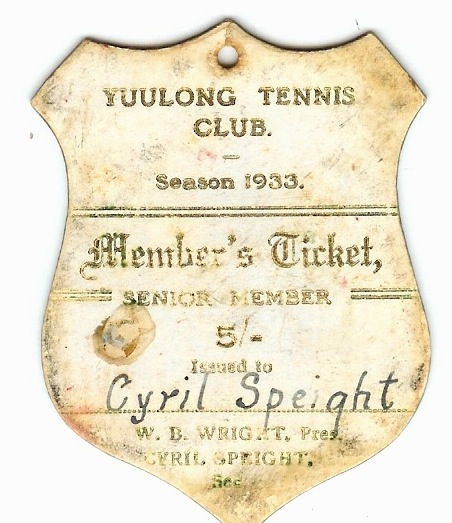 YUULONG TENNIS
CLUB.
Season 1933.
Member's Ticket,
SENIOR MEMBER
5/-
Issued to
Cyril Speight
W. B. WRIGHT, Pres.
CYRIL SPEIGHT,
Sec